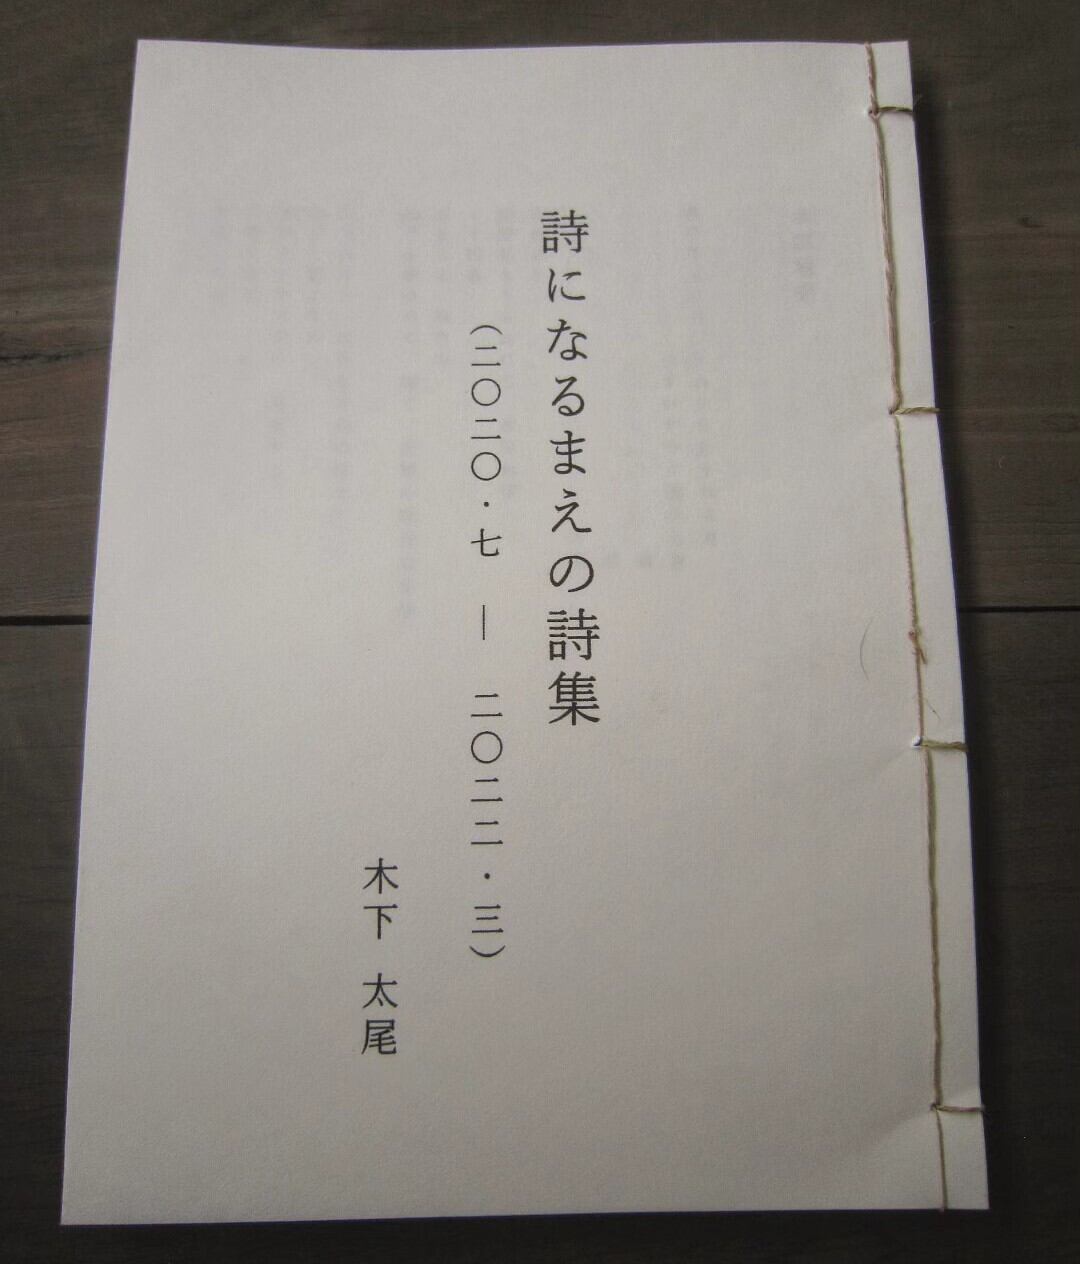 詩になるまえの詩集
（二〇二〇・七 ― 二〇二二・三）
木下 太尾